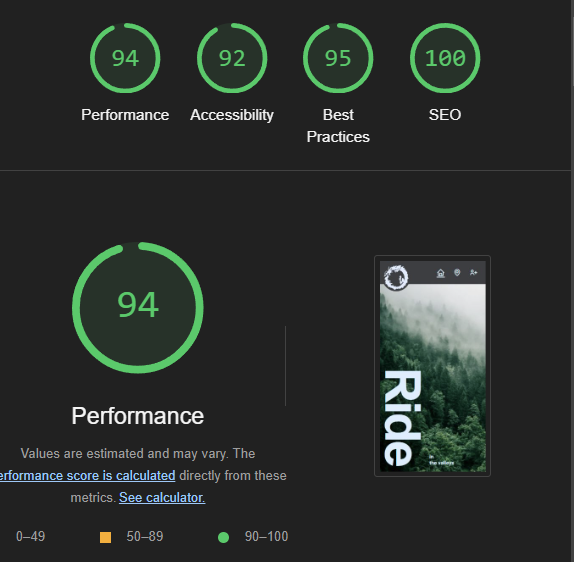 94 92 95 100
Performance Accessibility Best Practices SEO
94
Performance
Values are estimated and may vary. The
erformance score is calculated directly from these
metrics. See calculator.
0–49 50–89 90–100
Ride
the valleys